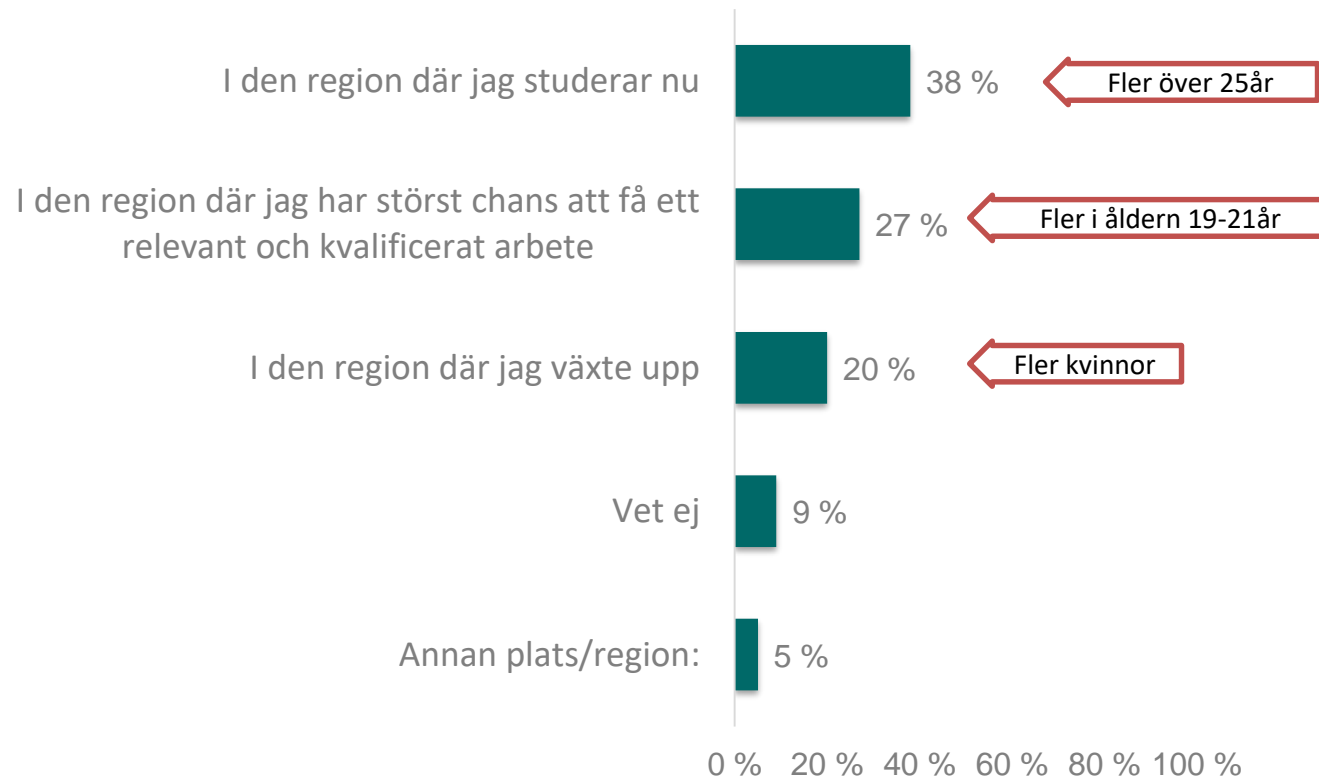 I den region där jag studerar nu
38 %
Fler över 25år
I den region där jag har störst chans att få ett
relevant och kvalificerat arbete
27 %
Fler i åldern 19-21år
I den region där jag växte upp
20 %
Fler kvinnor
Vet ej
9 %
Annan plats/region:
5 %
0 % 20 % 40 % 60 % 80 % 100 %